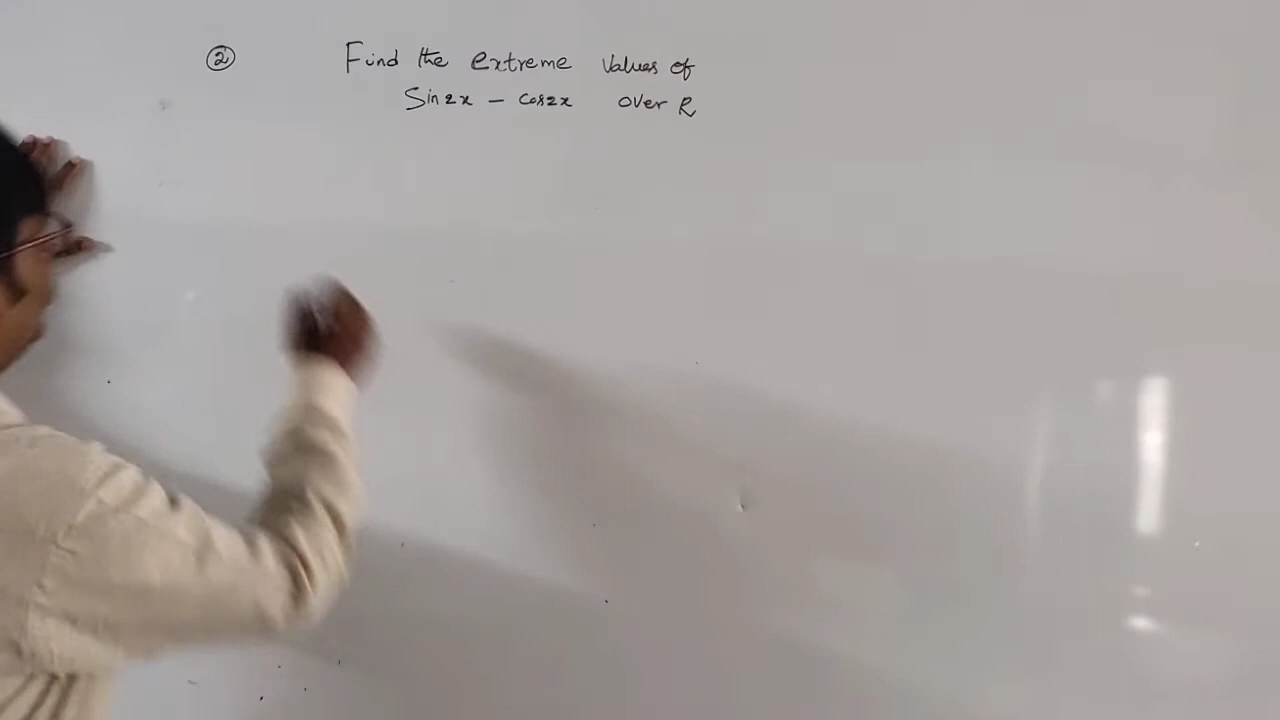 ② Find the extreme values of
Sin2x - cos2x over R